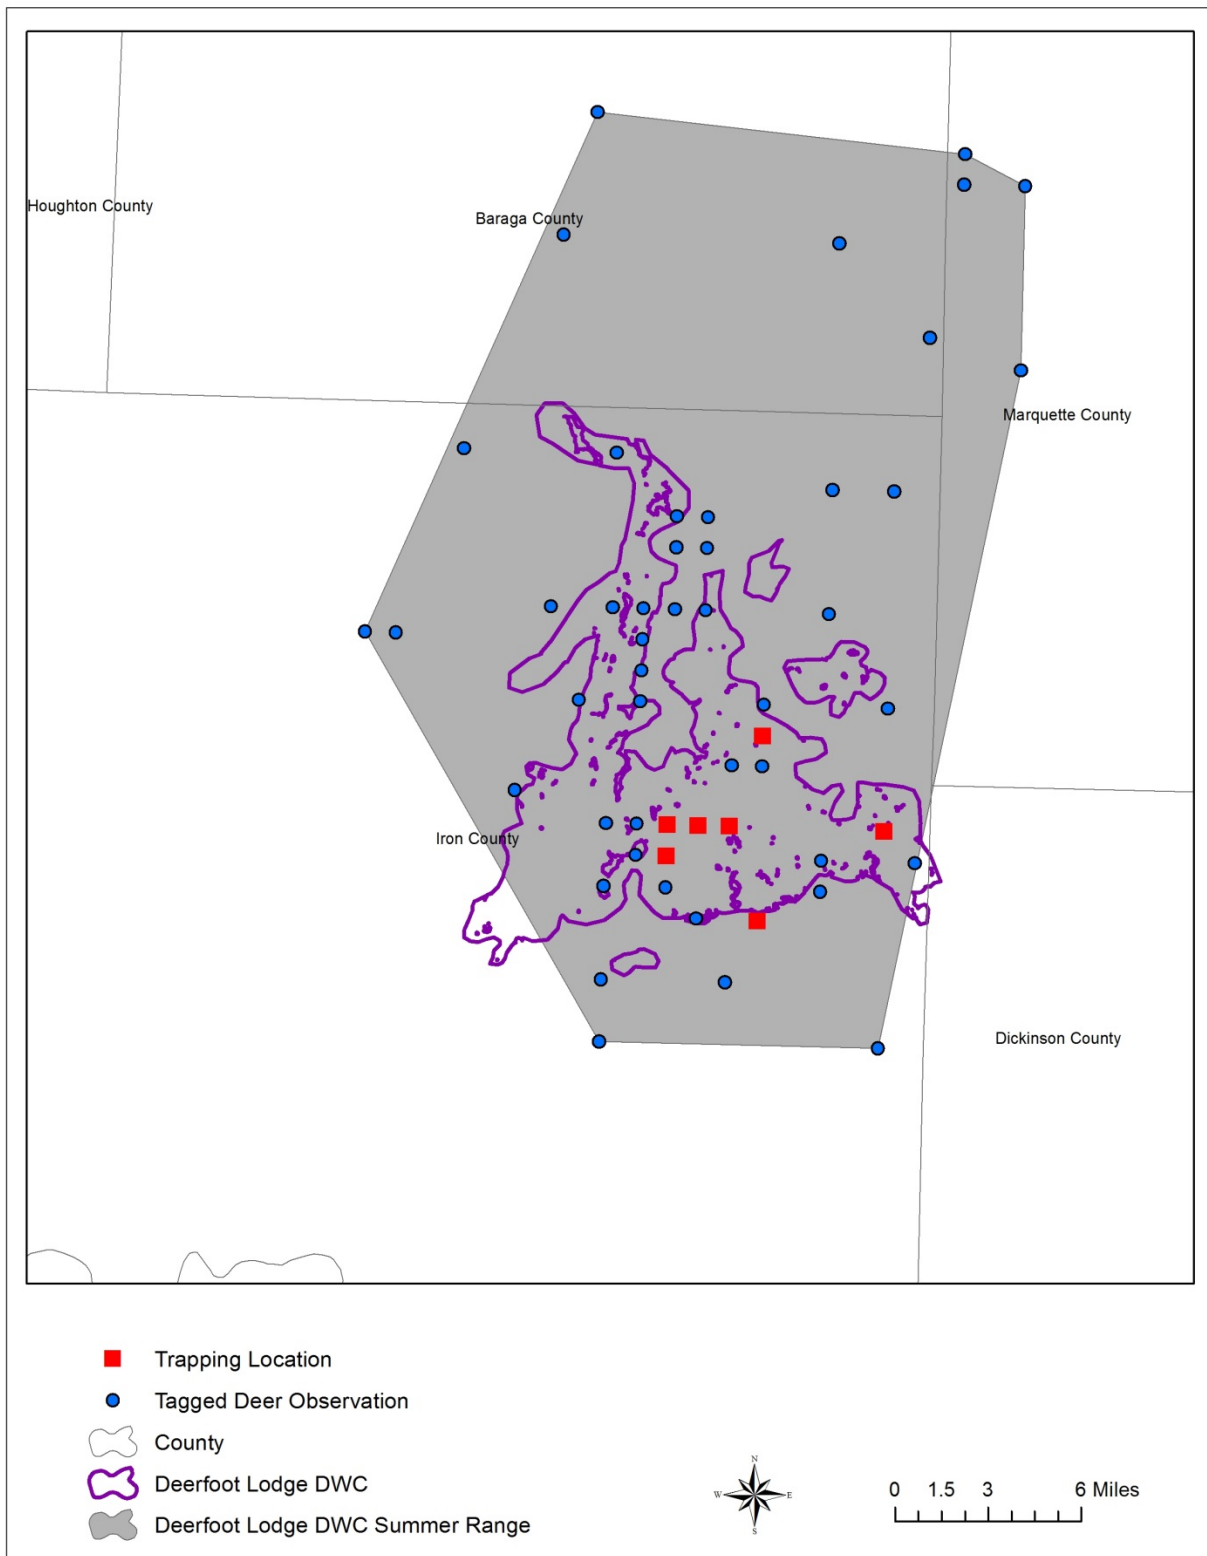 Houghton County
Baraga County
Marquette County
Iron County
Dickinson County
Trapping Location
Tagged Deer Observation
County
Deerfoot Lodge DWC
Deerfoot Lodge DWC Summer Range
N
W E
S
0 1.5 3 6 Miles